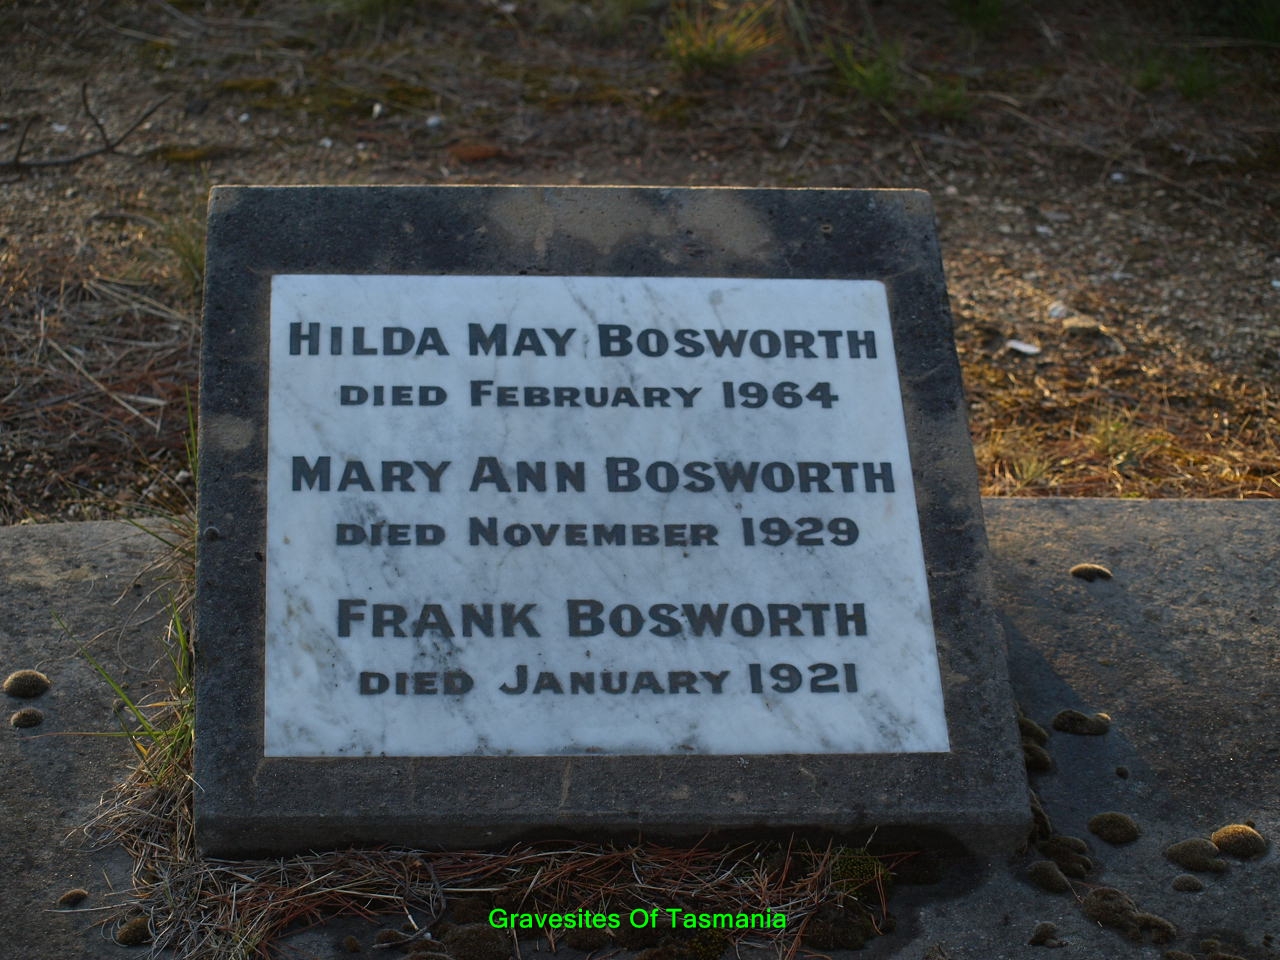 Hilda May Bosworth
died February 1964
Mary Ann Bosworth
died November 1929
Frank Bosworth
died January 1921
Gravesites Of Tasmania